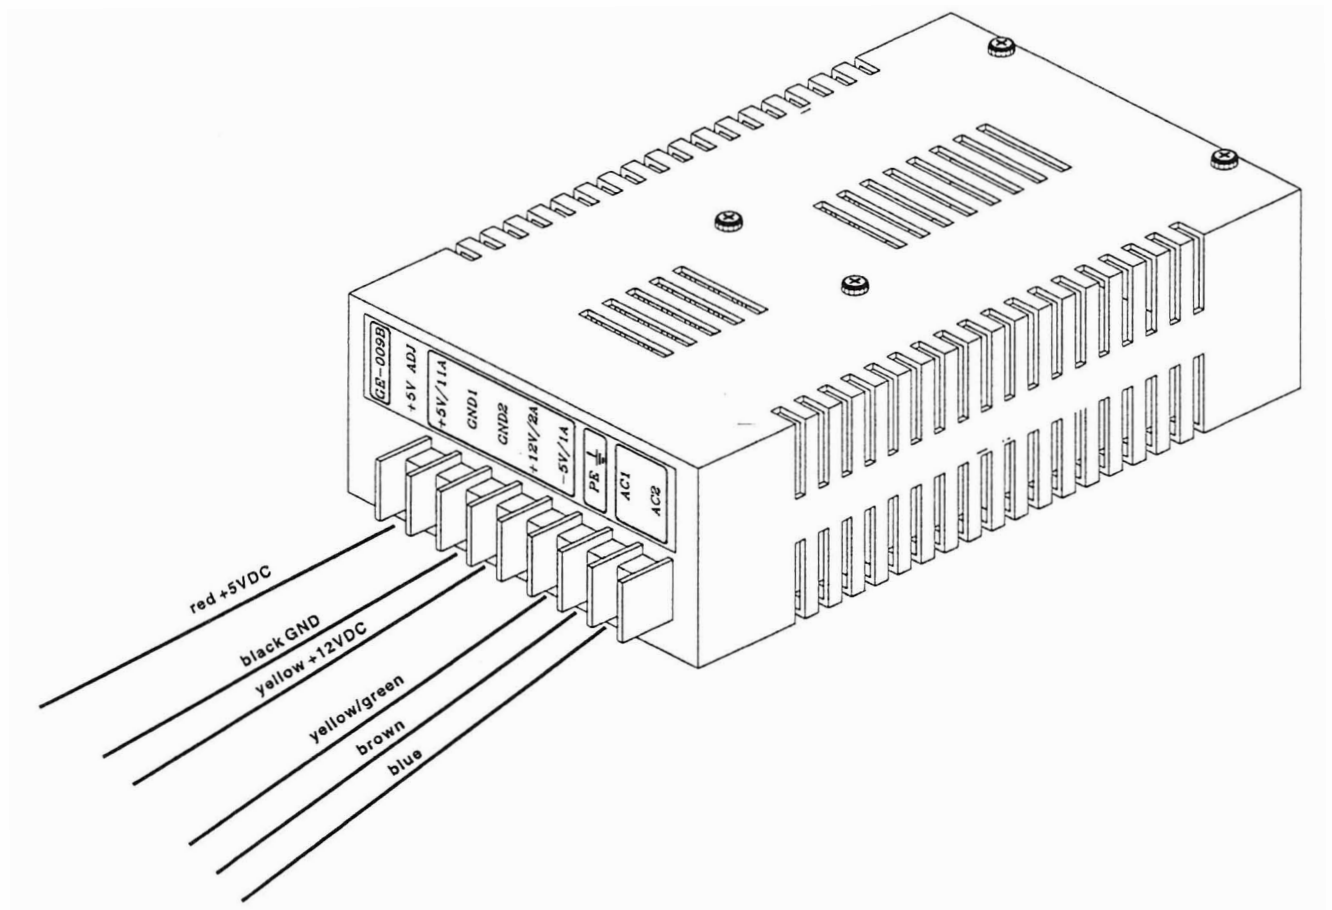 CE-009B
+5V ADJ
+5V/11A
GND1
GND2
+12V/2A
-5V/1A
PE
AC1
AC2
red +5VDC
black GND
yellow +12VDC
yellow/green
brown
blue